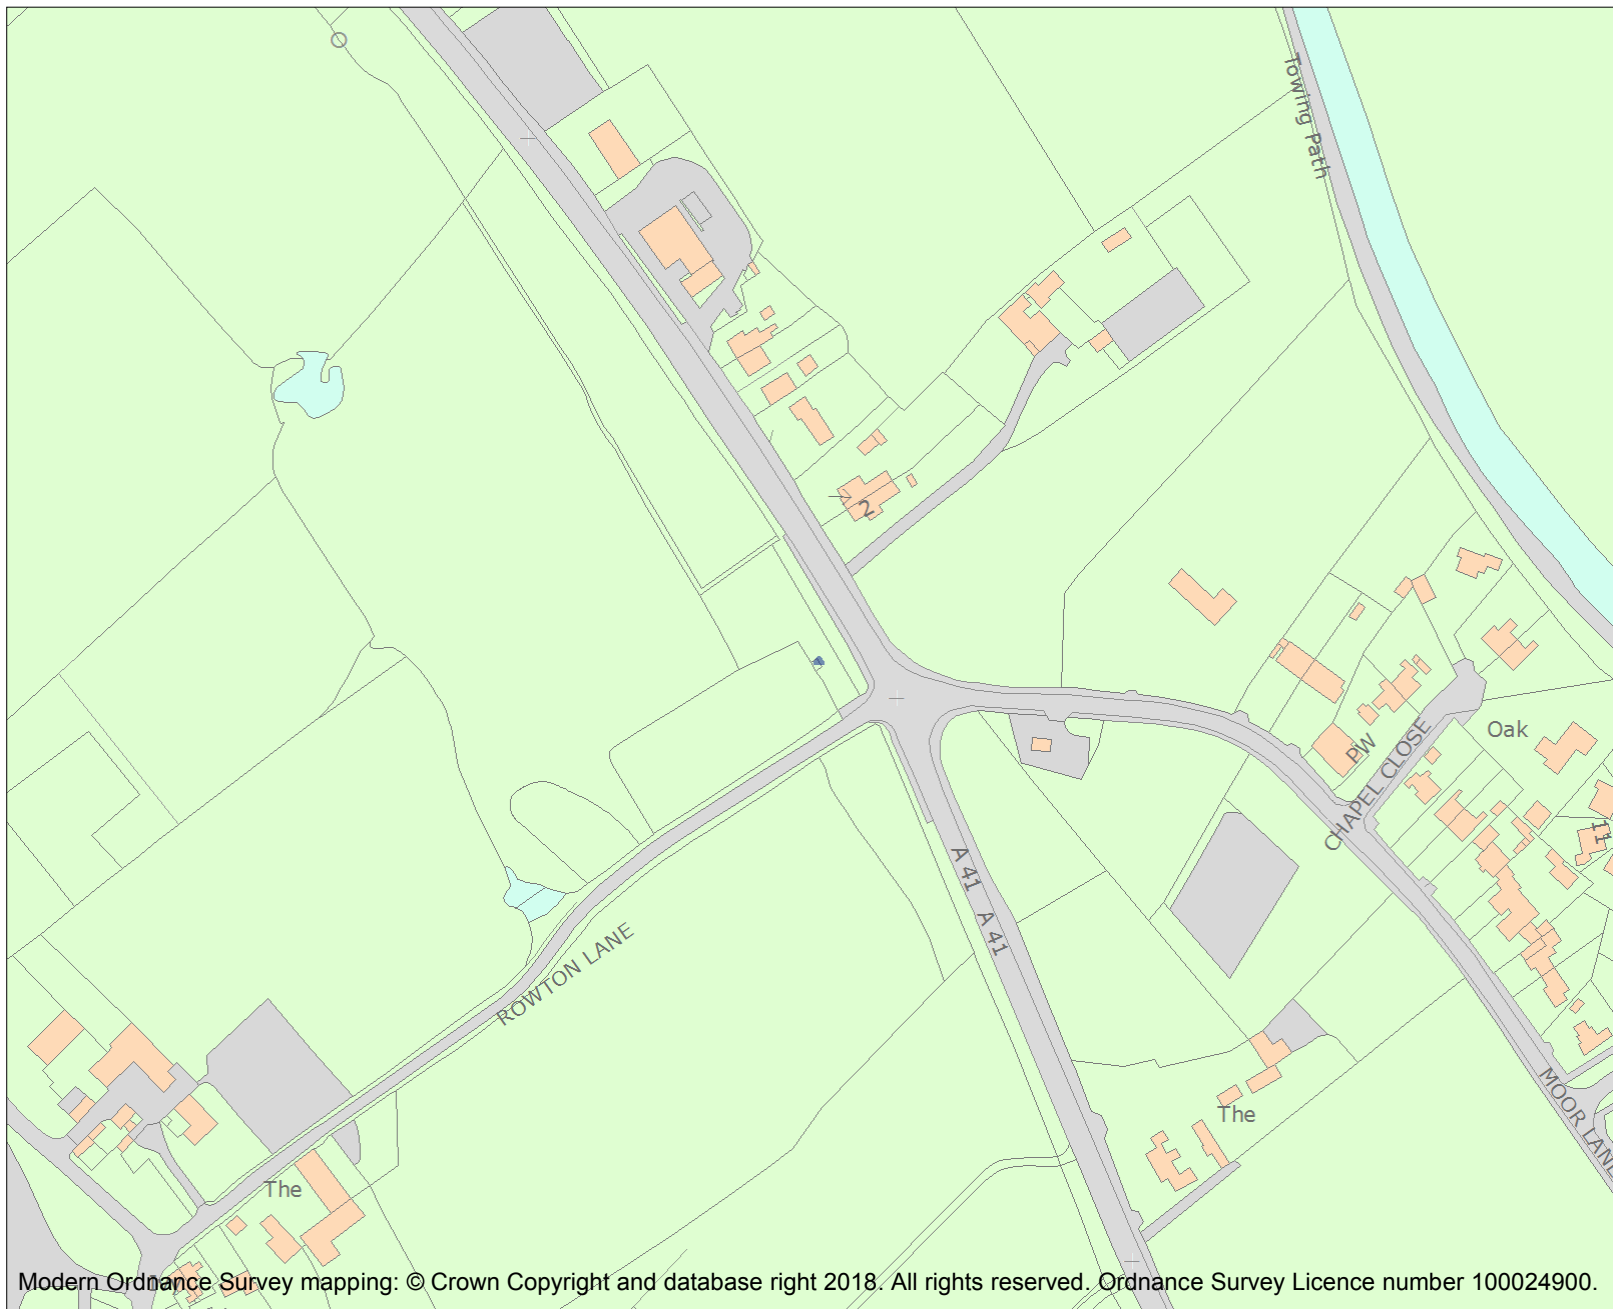 Towing Path
2
Oak
PW
CHAPEL CLOSE
11
A 41
A 41
ROWTON LANE
MOOR LANE
The
The
Modern Ordnance Survey mapping: © Crown Copyright and database right 2018. All rights reserved. Ordnance Survey Licence number 100024900.